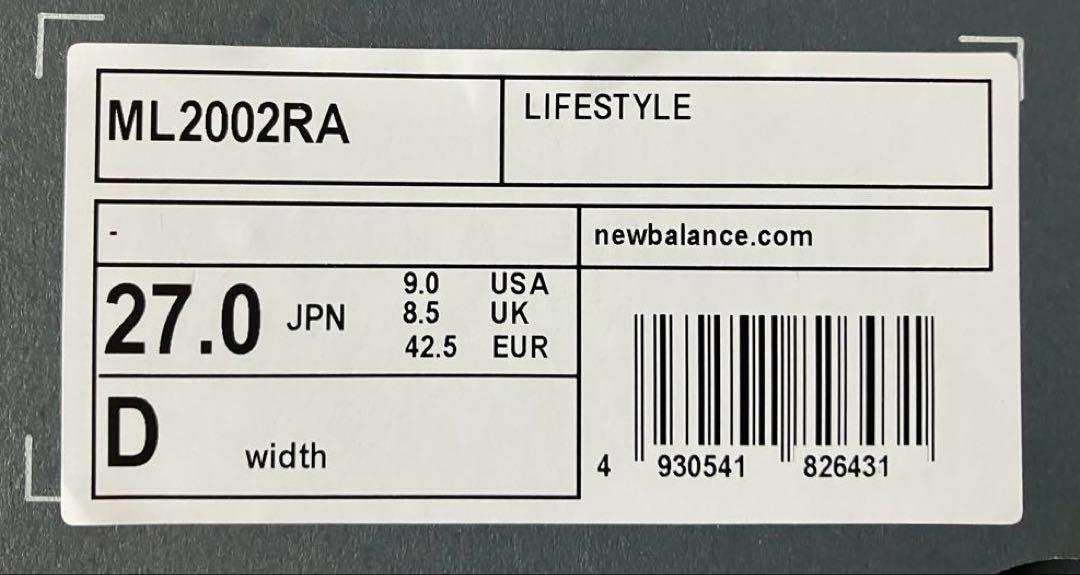 ML2002RA
LIFESTYLE
-
newbalance.com
27.0 JPN
9.0 USA
8.5 UK
42.5 EUR
D width
4 930541 826431